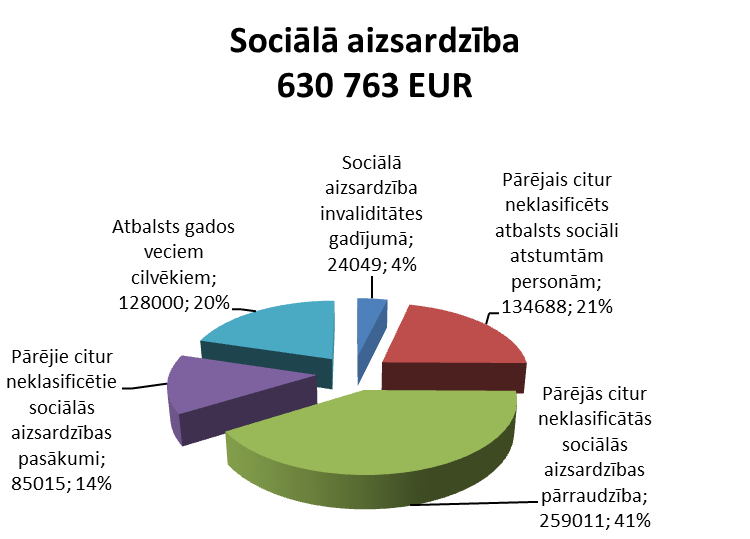 Sociālā aizsardzība
630 763 EUR
Sociālā
aizsardzība
invaliditātes
gadījumā;
24049; 4%
Pārējais citur
neklasificēts
atbalsts sociāli
atstumtām
personām;
134688; 21%
Atbalsts gados
veciem
cilvēkiem;
128000; 20%
Pārējie citur
neklasificētie
sociālās
aizsardzības
pasākumi;
85015; 14%
Pārējās citur
neklasificātās
sociālās
aizsardzības
pārraudzība;
259011; 41%